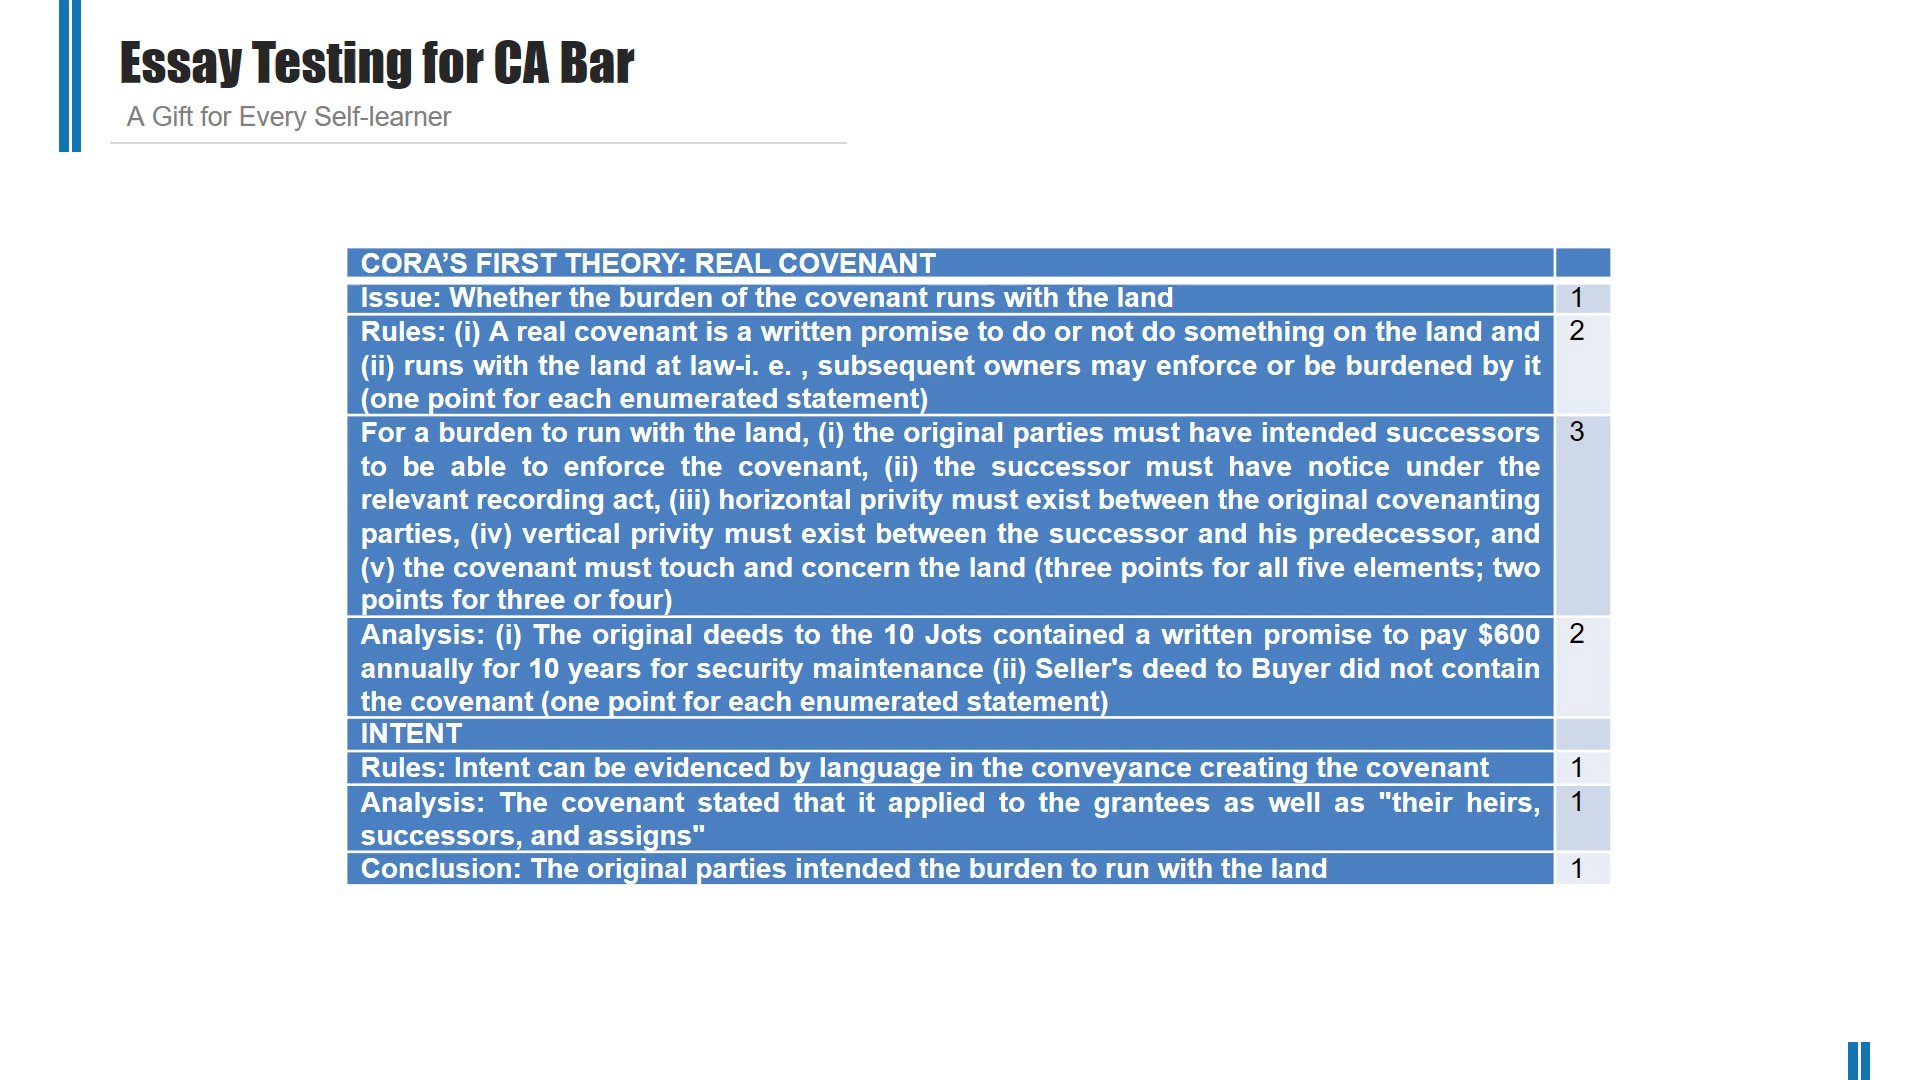 Essay Testing for CA Bar
A Gift for Every Self-learner
CORA’S FIRST THEORY: REAL COVENANT
Issue: Whether the burden of the covenant runs with the land 1
Rules: (i) A real covenant is a written promise to do or not do something on the land and 2
(ii) runs with the land at law-i. e. , subsequent owners may enforce or be burdened by it
(one point for each enumerated statement)
For a burden to run with the land, (i) the original parties must have intended successors 3
to be able to enforce the covenant, (ii) the successor must have notice under the
relevant recording act, (iii) horizontal privity must exist between the original covenanting
parties, (iv) vertical privity must exist between the successor and his predecessor, and
(v) the covenant must touch and concern the land (three points for all five elements; two
points for three or four)
Analysis: (i) The original deeds to the 10 Jots contained a written promise to pay $600 2
annually for 10 years for security maintenance (ii) Seller's deed to Buyer did not contain
the covenant (one point for each enumerated statement)
INTENT
Rules: Intent can be evidenced by language in the conveyance creating the covenant 1
Analysis: The covenant stated that it applied to the grantees as well as "their heirs, 1
successors, and assigns"
Conclusion: The original parties intended the burden to run with the land 1